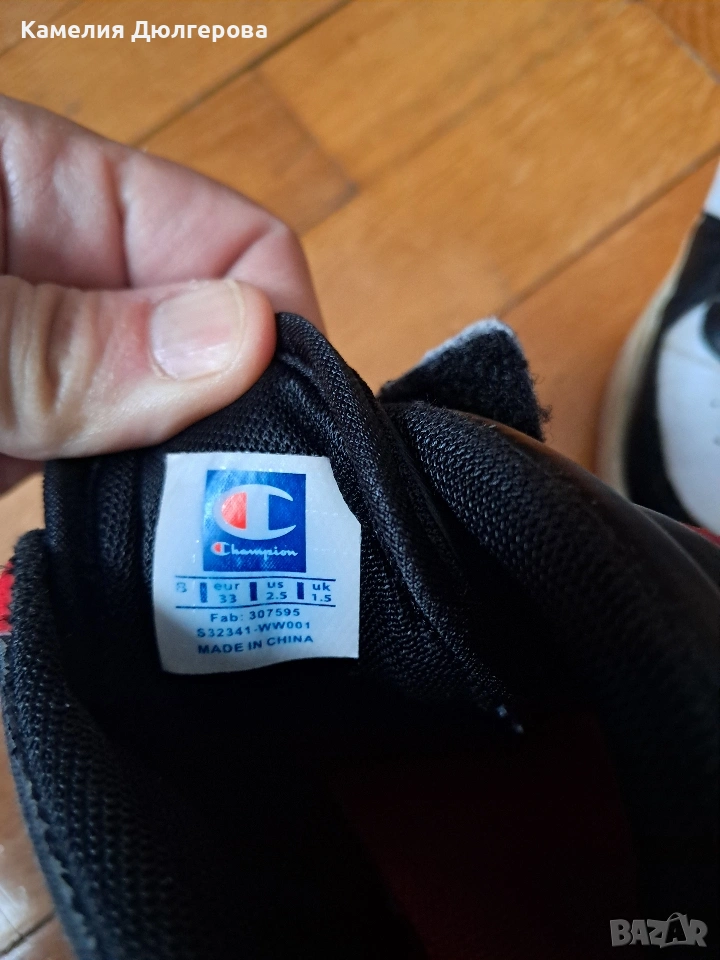 Камелия Дюлгерова
Champion
B eur us uk
33 2.5 1.5
Fab: 307595
S32341-WW001
MADE IN CHINA
BAZAR